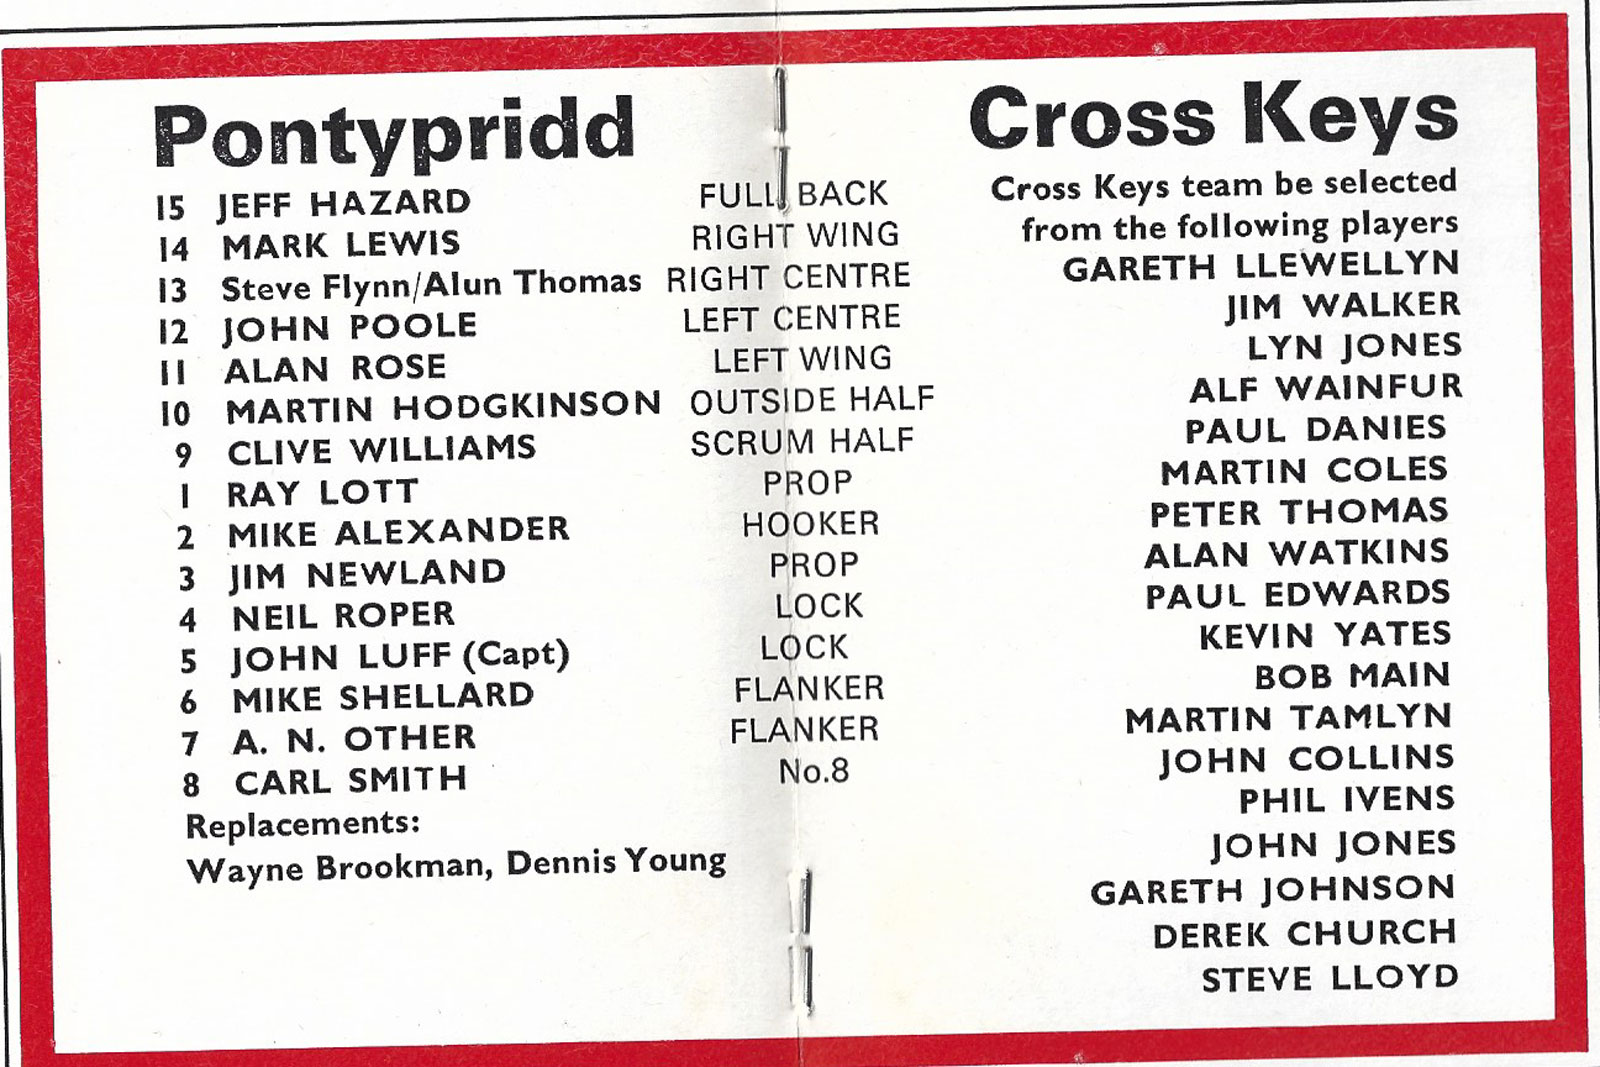 Pontypridd
15 JEFF HAZARD FULL BACK
14 MARK LEWIS RIGHT WING
13 Steve Flynn/Alun Thomas RIGHT CENTRE
12 JOHN POOLE LEFT CENTRE
11 ALAN ROSE LEFT WING
10 MARTIN HODGKINSON OUTSIDE HALF
9 CLIVE WILLIAMS SCRUM HALF
1 RAY LOTT PROP
2 MIKE ALEXANDER HOOKER
3 JIM NEWLAND PROP
4 NEIL ROPER LOCK
5 JOHN LUFF (Capt) LOCK
6 MIKE SHELLARD FLANKER
7 A. N. OTHER FLANKER
8 CARL SMITH No.8
Replacements:
Wayne Brookman, Dennis Young
Cross Keys
Cross Keys team be selected
from the following players
GARETH LLEWELLYN
JIM WALKER
LYN JONES
ALF WAINFUR
PAUL DANIES
MARTIN COLES
PETER THOMAS
ALAN WATKINS
PAUL EDWARDS
KEVIN YATES
BOB MAIN
MARTIN TAMLYN
JOHN COLLINS
PHIL IVENS
JOHN JONES
GARETH JOHNSON
DEREK CHURCH
STEVE LLOYD